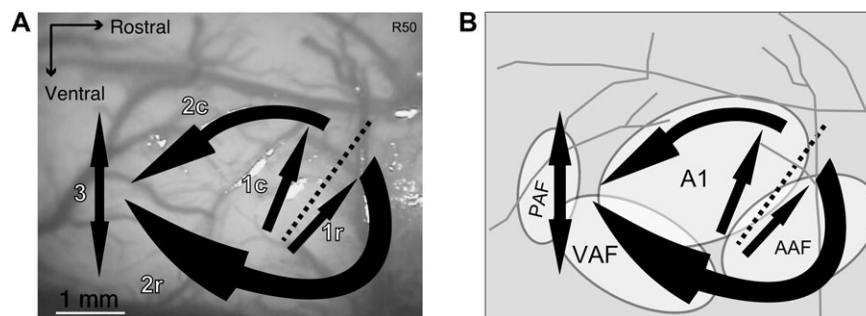 A
Rostral
R50
Ventral
2c
3
1c
1r
2r
1 mm
B
A1
PAF
VAF
AAF